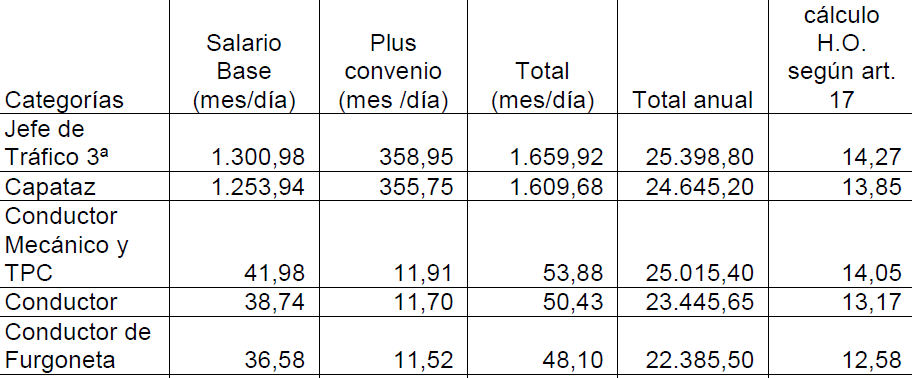 Categorías Salario Base (mes/día) Plus convenio (mes /día) Total (mes/día) Total anual cálculo H.O. según art. 17
Jefe de Tráfico 3ª 1.300,98 358,95 1.659,92 25.398,80 14,27
Capataz 1.253,94 355,75 1.609,68 24.645,20 13,85
Conductor Mecánico y TPC 41,98 11,91 53,88 25.015,40 14,05
Conductor 38,74 11,70 50,43 23.445,65 13,17
Conductor de Furgoneta 36,58 11,52 48,10 22.385,50 12,58